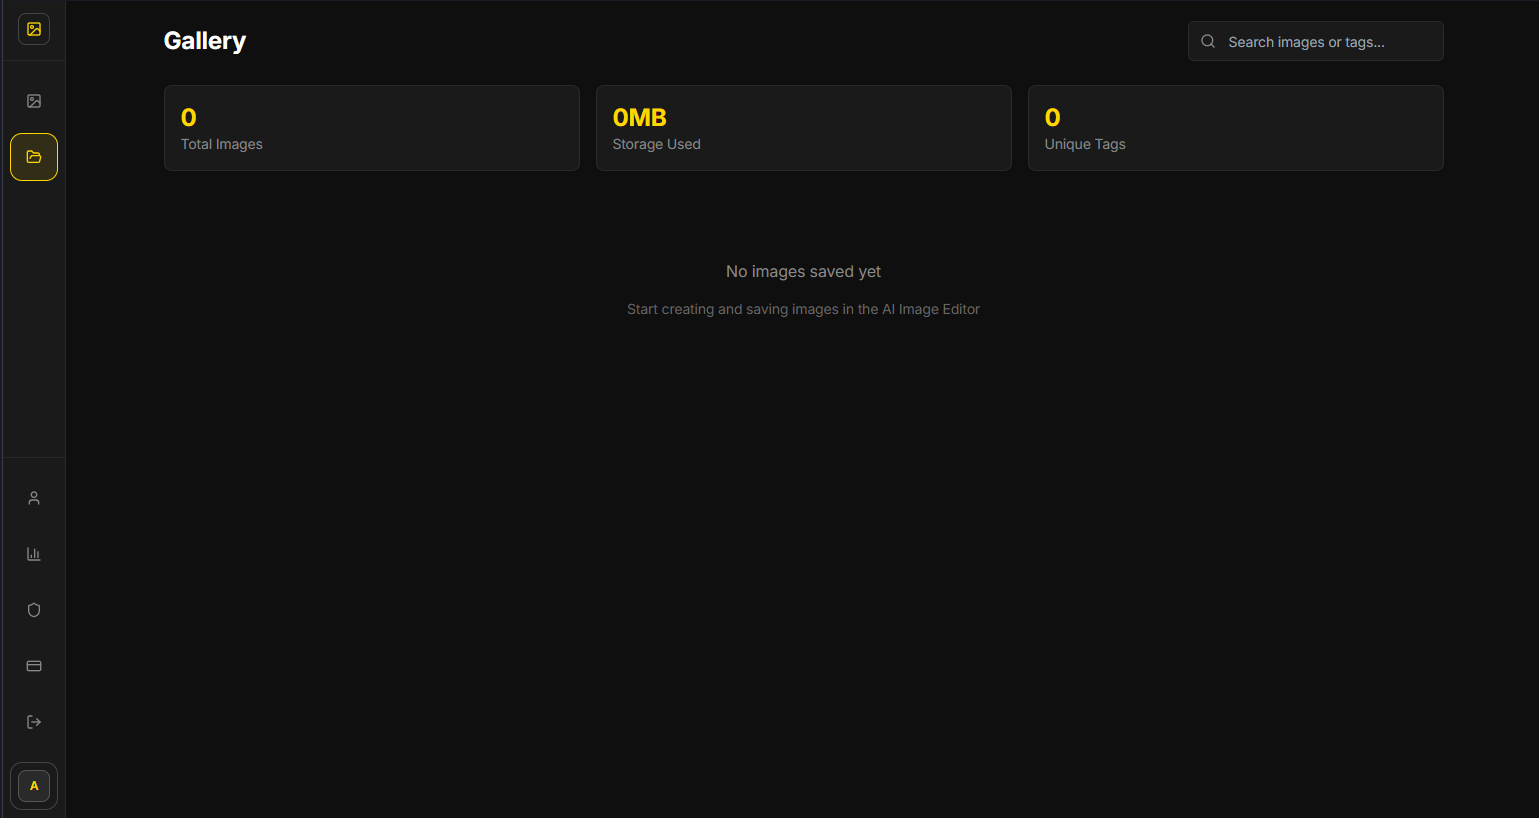 Gallery
Search images or tags...
0
Total Images
0MB
Storage Used
0
Unique Tags
No images saved yet
Start creating and saving images in the AI Image Editor
A